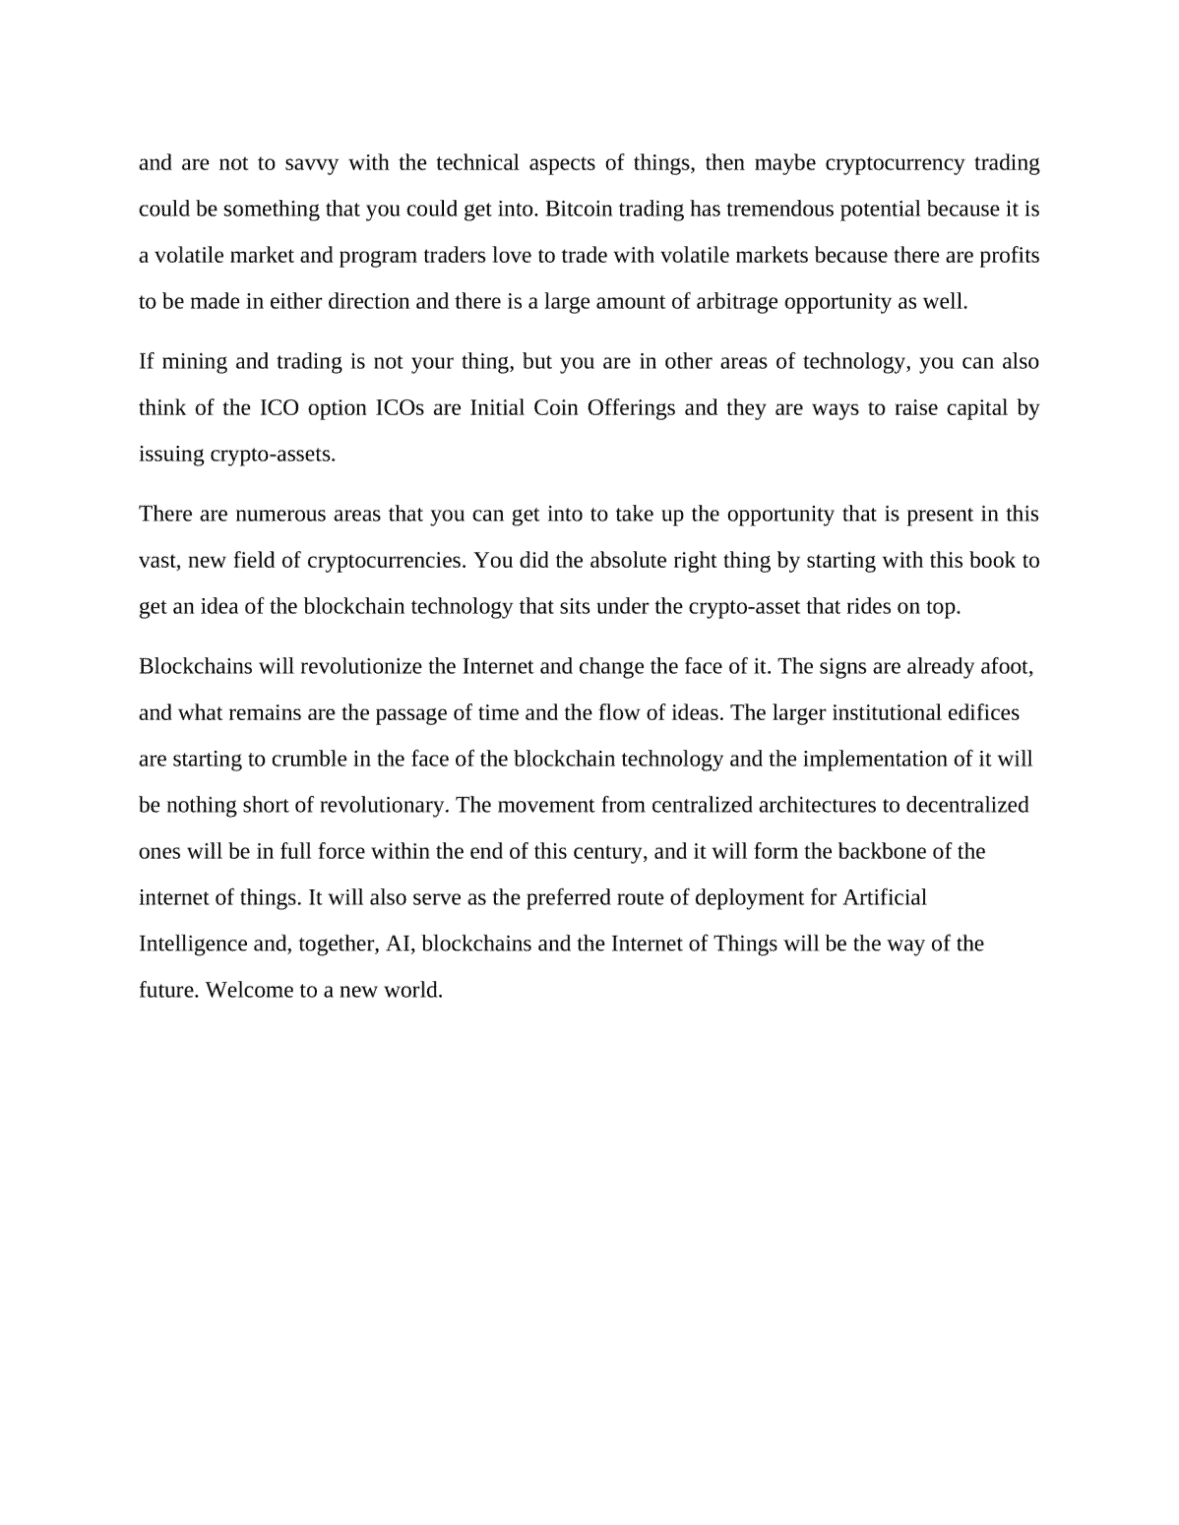 and are not to savvy with the technical aspects of things, then maybe cryptocurrency trading
could be something that you could get into. Bitcoin trading has tremendous potential because it is
a volatile market and program traders love to trade with volatile markets because there are profits
to be made in either direction and there is a large amount of arbitrage opportunity as well.
If mining and trading is not your thing, but you are in other areas of technology, you can also
think of the ICO option ICOs are Initial Coin Offerings and they are ways to raise capital by
issuing crypto-assets.
There are numerous areas that you can get into to take up the opportunity that is present in this
vast, new field of cryptocurrencies. You did the absolute right thing by starting with this book to
get an idea of the blockchain technology that sits under the crypto-asset that rides on top.
Blockchains will revolutionize the Internet and change the face of it. The signs are already afoot,
and what remains are the passage of time and the flow of ideas. The larger institutional edifices
are starting to crumble in the face of the blockchain technology and the implementation of it will
be nothing short of revolutionary. The movement from centralized architectures to decentralized
ones will be in full force within the end of this century, and it will form the backbone of the
internet of things. It will also serve as the preferred route of deployment for Artificial
Intelligence and, together, AI, blockchains and the Internet of Things will be the way of the
future. Welcome to a new world.